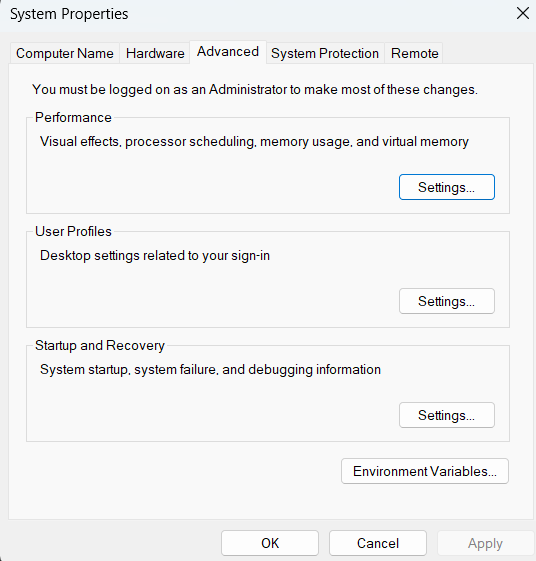 System Properties
Computer Name Hardware Advanced System Protection Remote
You must be logged on as an Administrator to make most of these changes.
Performance
Visual effects, processor scheduling, memory usage, and virtual memory
Settings...
User Profiles
Desktop settings related to your sign-in
Settings...
Startup and Recovery
System startup, system failure, and debugging information
Settings...
Environment Variables...
OK Cancel Apply